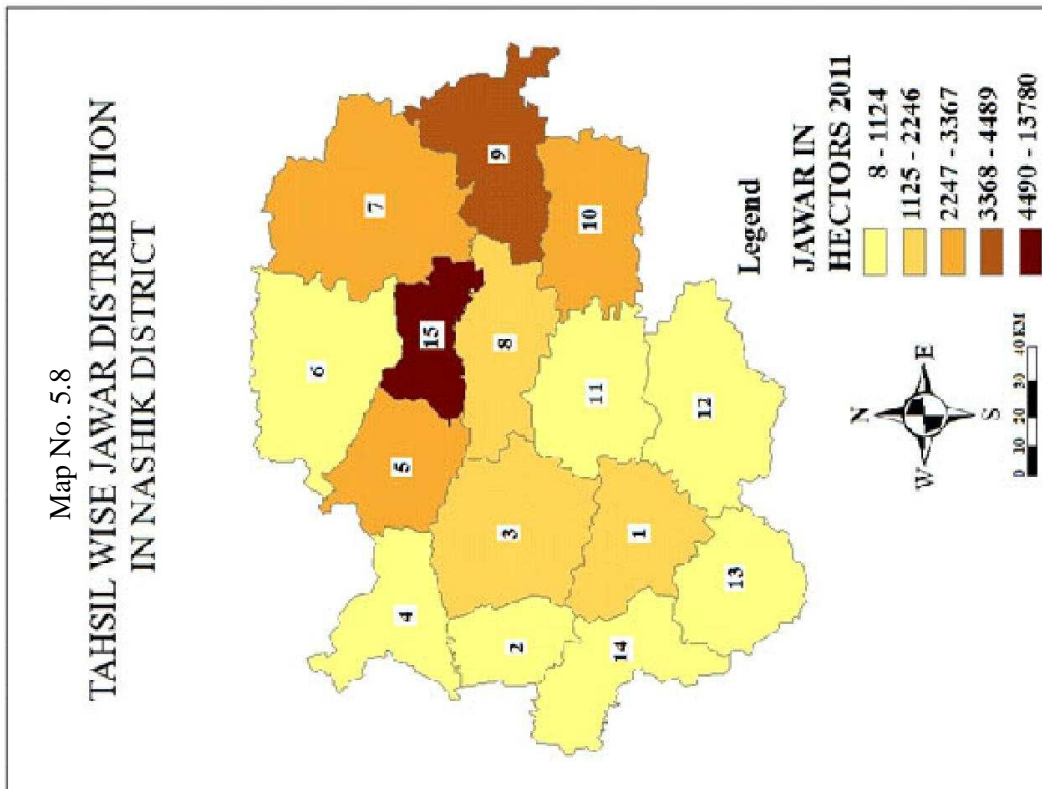 Map No. 5.8
TAHSIL WISE JAWAR DISTRIBUTION
IN NASHIK DISTRICT
6
7
4
5
15
9
2
3
8
10
14
1
11
13
12
N
W
E
S
0 10 20 30 40 KM
Legend
JAWAR IN
HECTORS 2011
8 - 1124
1125 - 2246
2247 - 3367
3368 - 4489
4490 - 13780